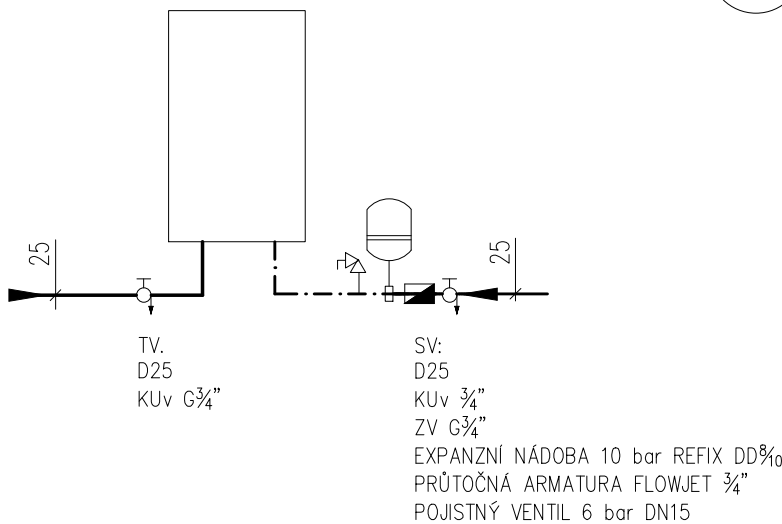 25
25
TV.
D25
KUv G¾”
SV:
D25
KUv ¾”
ZV G¾”
EXPANZNÍ NÁDOBA 10 bar REFIX DD⁸⁄₁₀
PRŮTOČNÁ ARMATURA FLOWJET ¾”
POJISTNÝ VENTIL 6 bar DN15